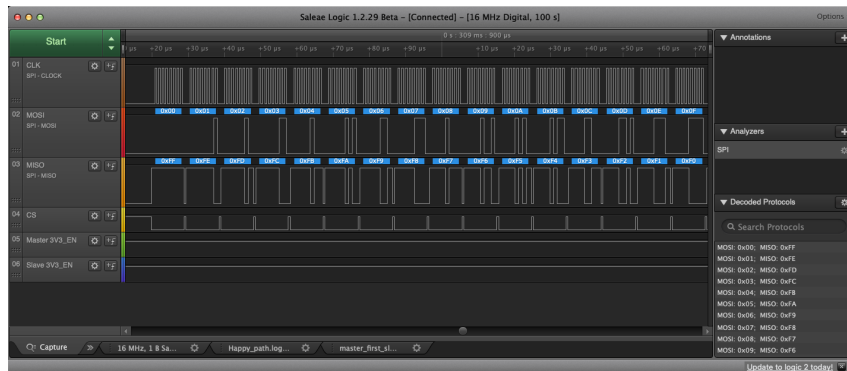 Saleae Logic 1.2.29 Beta – [Connected] – [16 MHz Digital, 100 s]
Options
Start
0 s : 309 ms : 900 µs
+20 µs +30 µs +40 µs +50 µs +60 µs +70 µs +80 µs +90 µs +10 µs +20 µs +30 µs +40 µs +50 µs +60 µs +70
Annotations
01 CLK
SPI - CLOCK
02 MOSI
SPI - MOSI
0x00 0x01 0x02 0x03 0x04 0x05 0x06 0x07 0x08 0x09 0x0A 0x0B 0x0C 0x0D 0x0E 0x0F
03 MISO
SPI - MISO
0xFF 0xFE 0xFD 0xFC 0xFB 0xFA 0xF9 0xF8 0xF7 0xF6 0xF5 0xF4 0xF3 0xF2 0xF1 0xF0
04 CS
05 Master 3V3_EN
06 Slave 3V3_EN
Analyzers
SPI
Decoded Protocols
Search Protocols
MOSI: 0x00; MISO: 0xFF
MOSI: 0x01; MISO: 0xFE
MOSI: 0x02; MISO: 0xFD
MOSI: 0x03; MISO: 0xFC
MOSI: 0x04; MISO: 0xFB
MOSI: 0x05; MISO: 0xFA
MOSI: 0x06; MISO: 0xF9
MOSI: 0x07; MISO: 0xF8
MOSI: 0x08; MISO: 0xF7
MOSI: 0x09; MISO: 0xF6
Capture
16 MHz, 1 B Sa...
Happy_path.log...
master_first_sl...
Update to logic 2 today!